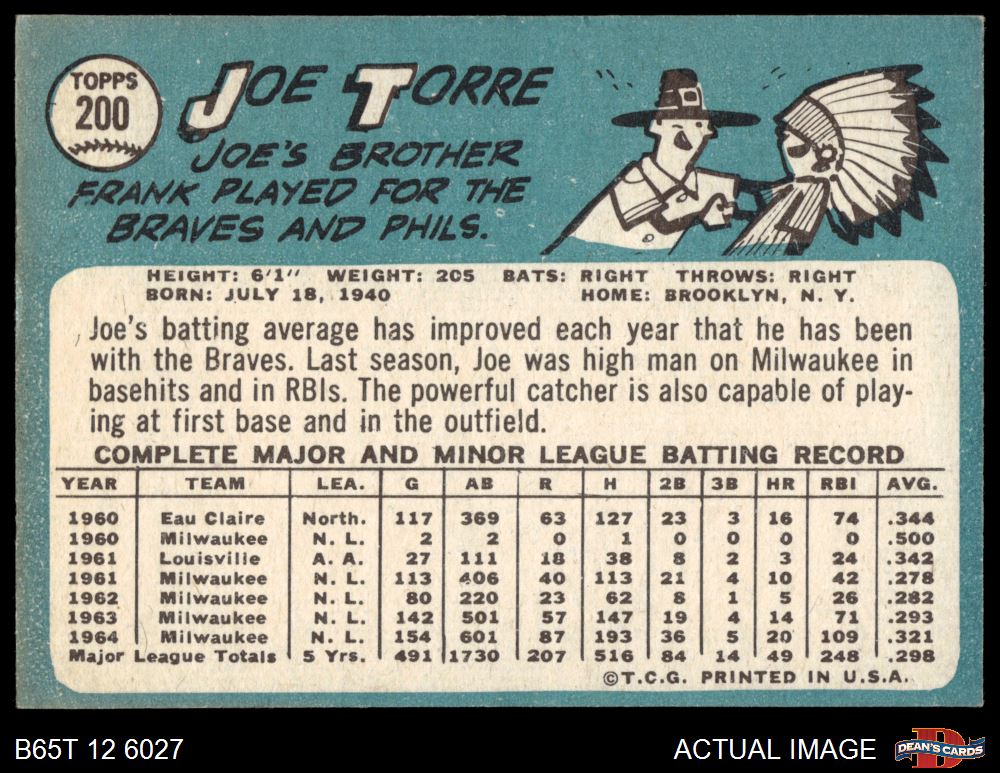 TOPPS
200
JOE TORRE
JOE'S BROTHER
FRANK PLAYED FOR THE
BRAVES AND PHILS.
HEIGHT: 6'1" WEIGHT: 205 BATS: RIGHT THROWS: RIGHT
BORN: JULY 18, 1940 HOME: BROOKLYN, N. Y.
Joe's batting average has improved each year that he has been
with the Braves. Last season, Joe was high man on Milwaukee in
basehits and in RBIs. The powerful catcher is also capable of play-
ing at first base and in the outfield.
COMPLETE MAJOR AND MINOR LEAGUE BATTING RECORD
YEAR TEAM LEA. G AB R H 2B 3B HR RBI AVG.
1960 Eau Claire North. 117 369 63 127 23 3 16 74 .344
1960 Milwaukee N. L. 2 2 0 1 0 0 0 0 .500
1961 Louisville A. A. 27 111 18 38 8 2 3 24 .342
1961 Milwaukee N. L. 113 406 40 113 21 4 10 42 .278
1962 Milwaukee N. L. 80 220 23 62 8 1 5 26 .282
1963 Milwaukee N. L. 142 501 57 147 19 4 14 71 .293
1964 Milwaukee N. L. 154 601 87 193 36 5 20 109 .321
Major League Totals 5 Yrs. 491 1730 207 516 84 14 49 248 .298
©T.C.G. PRINTED IN U.S.A.
B65T 12 6027 ACTUAL IMAGE
DEAN'S CARDS